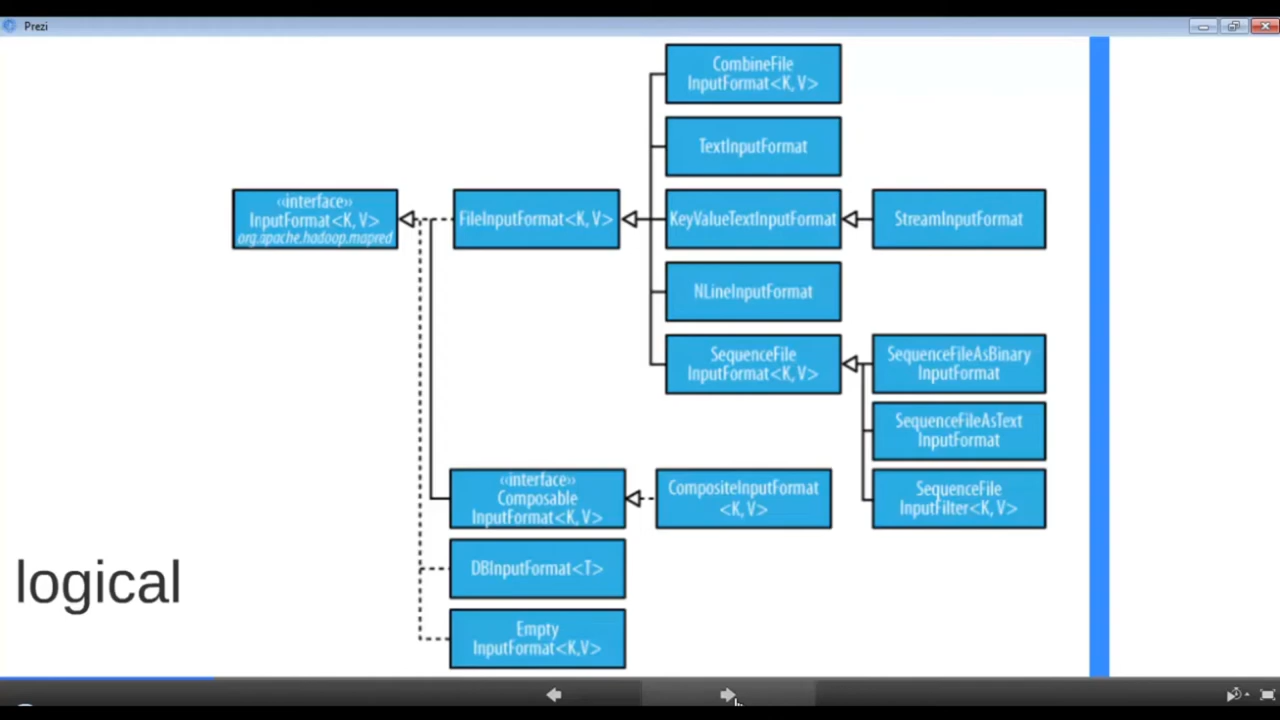 Prezi
CombineFile
InputFormat<K, V>
TextInputFormat
‹‹interface››
InputFormat<K, V>
org.apache.hadoop.mapred
FileInputFormat<K, V>
KeyValueTextInputFormat
StreamInputFormat
NLineInputFormat
SequenceFile
InputFormat<K, V>
SequenceFileAsBinary
InputFormat
SequenceFileAsText
InputFormat
‹‹interface››
Composable
InputFormat<K, V>
CompositeInputFormat
<K, V>
SequenceFile
InputFilter<K, V>
DBInputFormat<T>
Empty
InputFormat<K,V>
logical